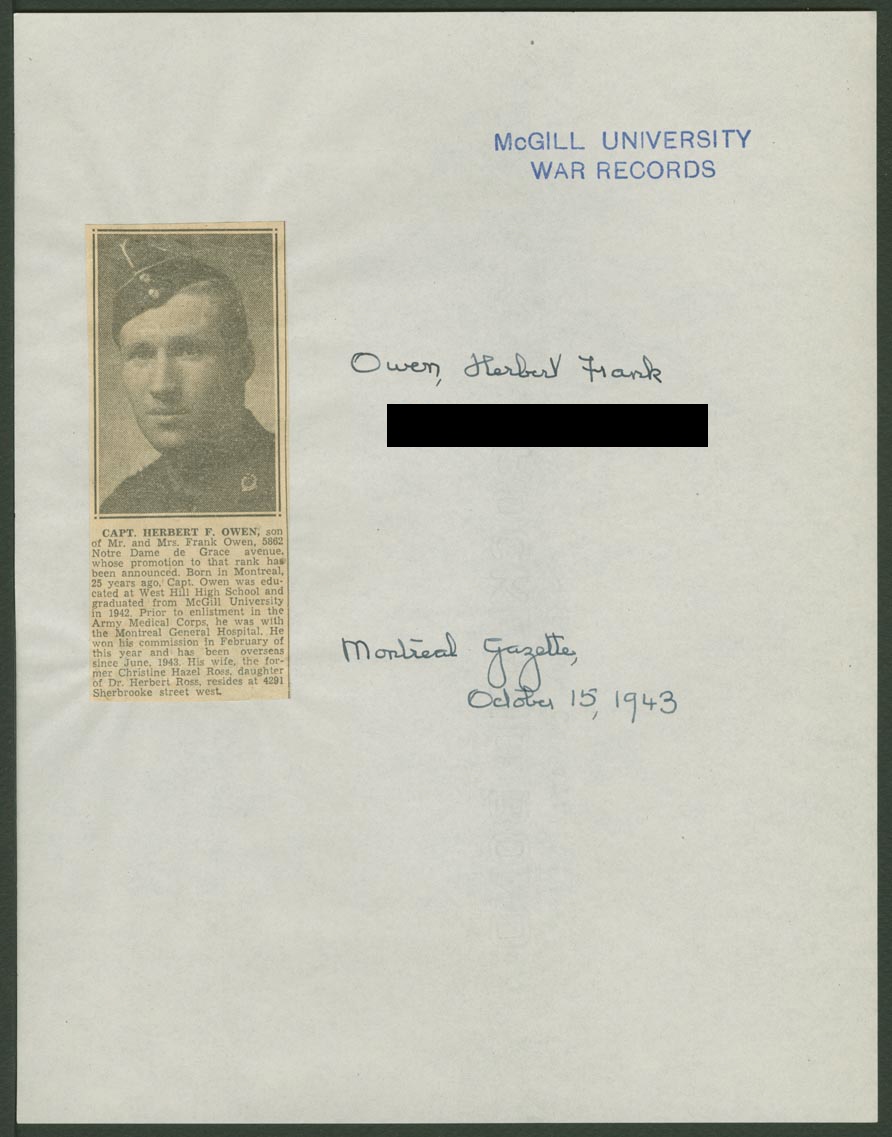 McGILL UNIVERSITY
WAR RECORDS
Owen, Herbert Frank
CAPT. HERBERT F. OWEN, son
of Mr. and Mrs. Frank Owen, 5862
Notre Dame de Grace avenue,
whose promotion to that rank has
been announced. Born in Montreal,
25 years ago, Capt. Owen was edu-
cated at West Hill High School and
graduated from McGill University
in 1942. Prior to enlistment in the
Army Medical Corps, he was with
the Montreal General Hospital. He
won his commission in February of
this year and has been overseas
since June, 1943. His wife, the for-
mer Christine Hazel Ross, daughter
of Dr. Herbert Ross, resides at 4291
Sherbrooke street west.
Montreal Gazette,
October 15, 1943